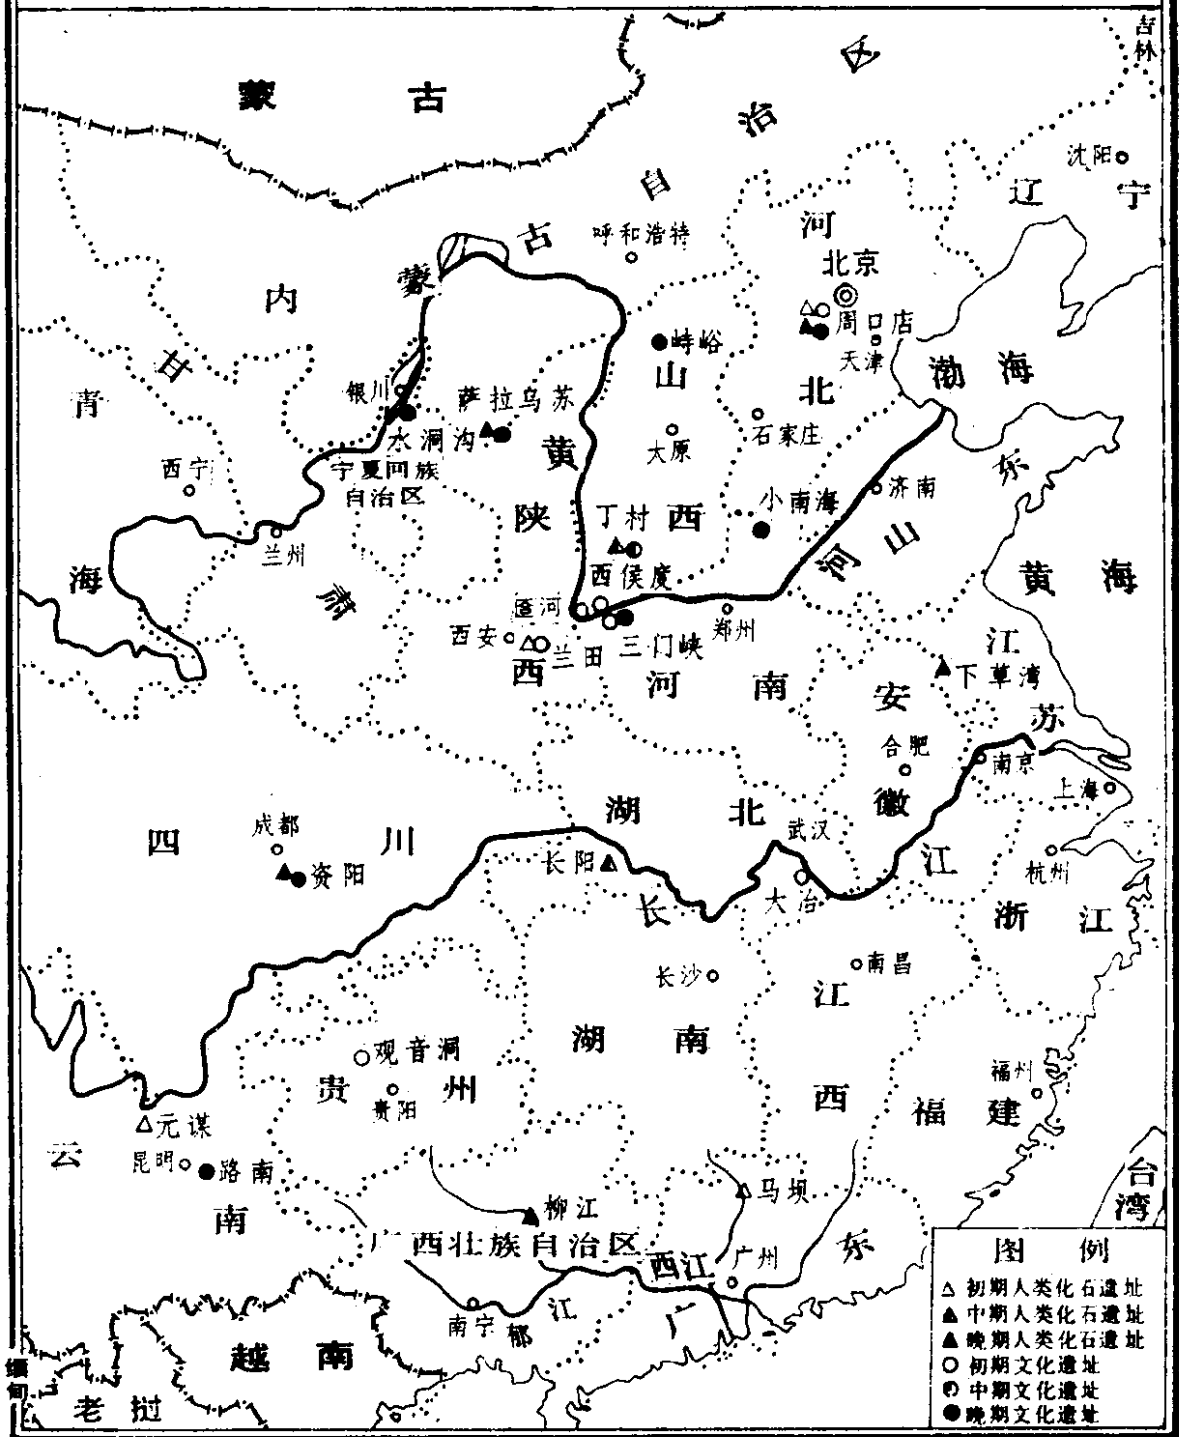 吉林
蒙 古
内 蒙 古 自 治 区
沈阳
辽 宁
呼和浩特
河 北
北京
周口店
天津
峙峪
山 西
渤 海
甘 肃
青 海
银川
萨拉乌苏
水洞沟
宁夏回族
自治区
黄 河
石家庄
太原
西宁
陕 西
丁村
小南海
济南
山 东
兰州
黄 海
西侯度
匼河
西安
兰田
三门峡
郑州
河 南
江 苏
下草湾
安 徽
合肥
南京
上海
湖 北
武汉
四 川
成都
资阳
长阳
长 江
大冶
杭州
浙 江
长沙
南昌
江 西
湖 南
观音洞
贵 州
贵阳
福州
福 建
元谋
云 南
昆明
路南
柳江
马坝
台湾
广西壮族自治区
西江
广州
广 东
南宁
郁 江
越 南
老 挝
缅甸
图 例
初期人类化石遗址
中期人类化石遗址
晚期人类化石遗址
初期文化遗址
中期文化遗址
晚期文化遗址